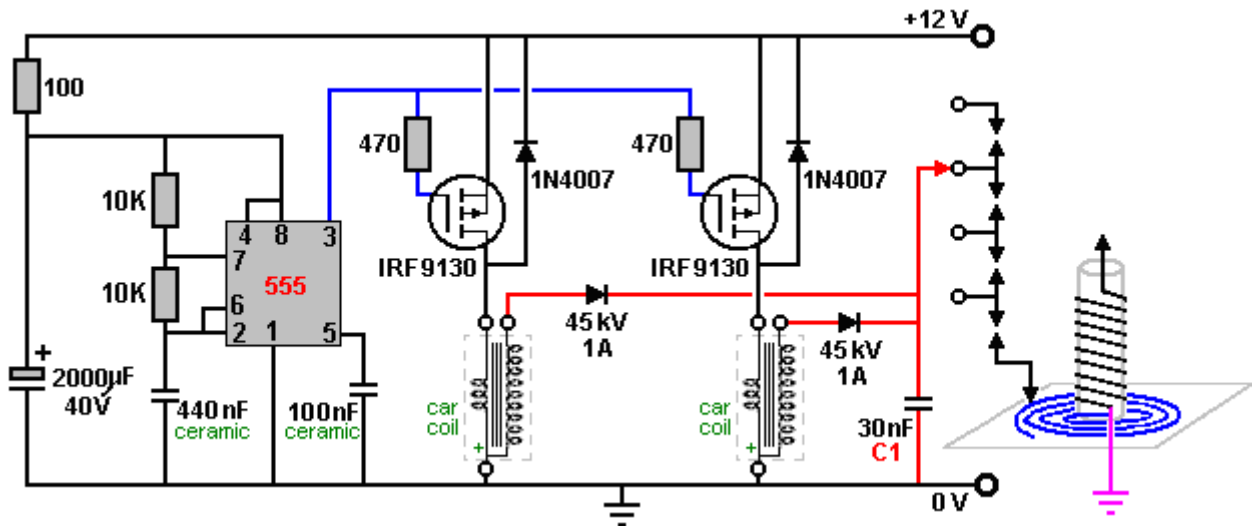 +12 V
100
470
470
1N4007
1N4007
10K
4 8 3
7
IRF9130
IRF9130
10K
555
6
2 1 5
45 kV
1A
45 kV
1A
+
2000µF
40V
440 nF
ceramic
100nF
ceramic
car
coil
+
car
coil
+
30nF
C1
0 V